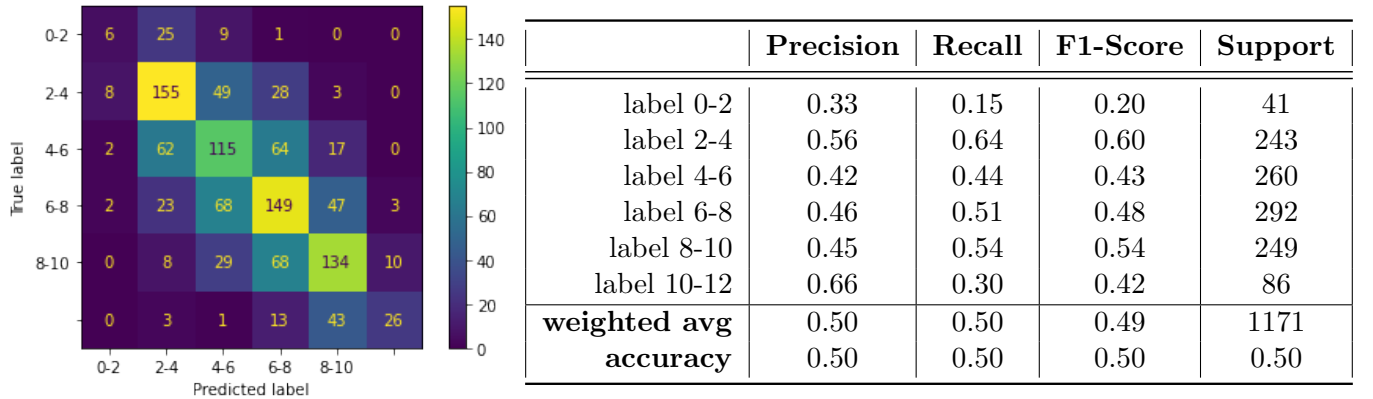 0-2 6 25 9 1 0 0
2-4 8 155 49 28 3 0
4-6 2 62 115 64 17 0
6-8 2 23 68 149 47 3
8-10 0 8 29 68 134 10
0 3 1 13 43 26
0-2 2-4 4-6 6-8 8-10
Predicted label
True label
140
120
100
80
60
40
20
0
Precision Recall F1-Score Support
label 0-2 0.33 0.15 0.20 41
label 2-4 0.56 0.64 0.60 243
label 4-6 0.42 0.44 0.43 260
label 6-8 0.46 0.51 0.48 292
label 8-10 0.45 0.54 0.54 249
label 10-12 0.66 0.30 0.42 86
weighted avg 0.50 0.50 0.49 1171
accuracy 0.50 0.50 0.50 0.50